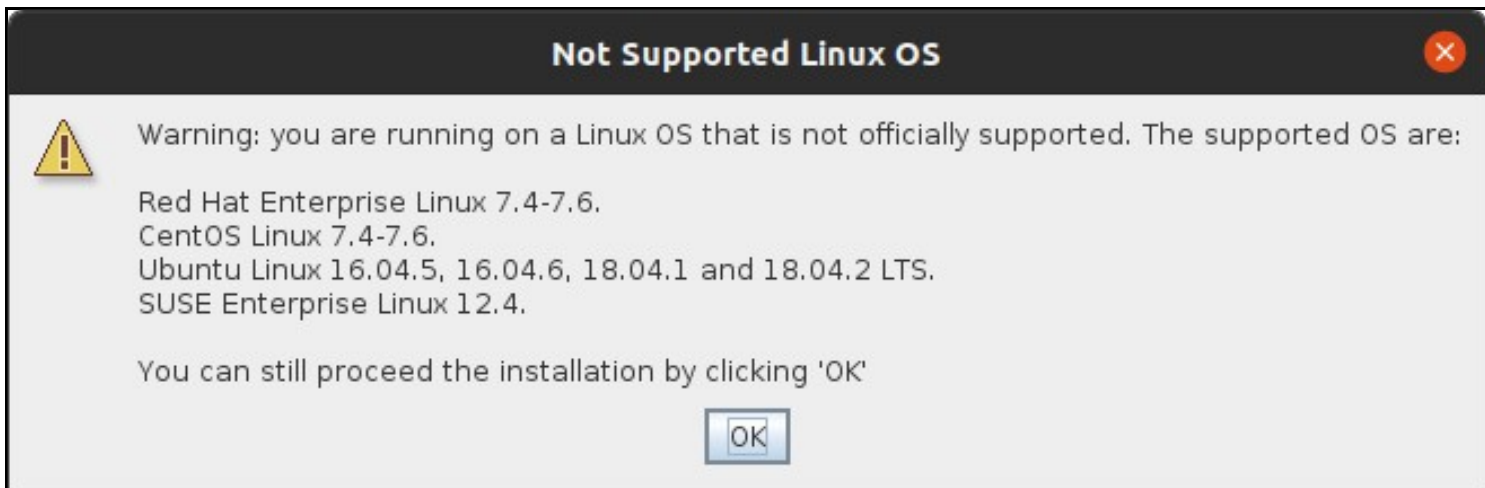 Not Supported Linux OS
Warning: you are running on a Linux OS that is not officially supported. The supported OS are:
Red Hat Enterprise Linux 7.4-7.6.
CentOS Linux 7.4-7.6.
Ubuntu Linux 16.04.5, 16.04.6, 18.04.1 and 18.04.2 LTS.
SUSE Enterprise Linux 12.4.
You can still proceed the installation by clicking 'OK'
OK